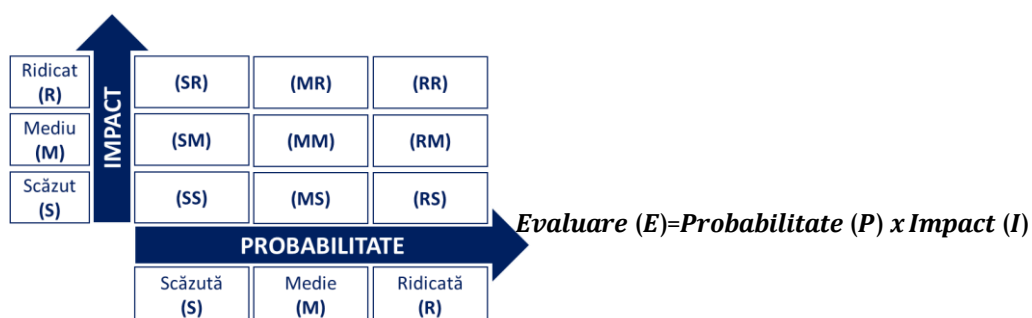 Ridicat
(R)
(SR)
(MR)
(RR)
Mediu
(M)
(SM)
(MM)
(RM)
Scăzut
(S)
(SS)
(MS)
(RS)
IMPACT
Evaluare (E)=Probabilitate (P) x Impact (I)
PROBABILITATE
Scăzută
(S)
Medie
(M)
Ridicată
(R)